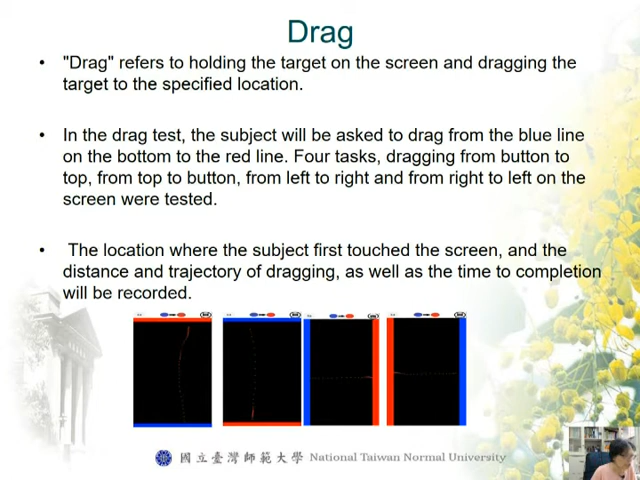 Drag
• "Drag" refers to holding the target on the screen and dragging the
target to the specified location.
• In the drag test, the subject will be asked to drag from the blue line
on the bottom to the red line. Four tasks, dragging from button to
top, from top to button, from left to right and from right to left on the
screen were tested.
• The location where the subject first touched the screen, and the
distance and trajectory of dragging, as well as the time to completion
will be recorded.
國立臺灣師範大學 National Taiwan Normal University